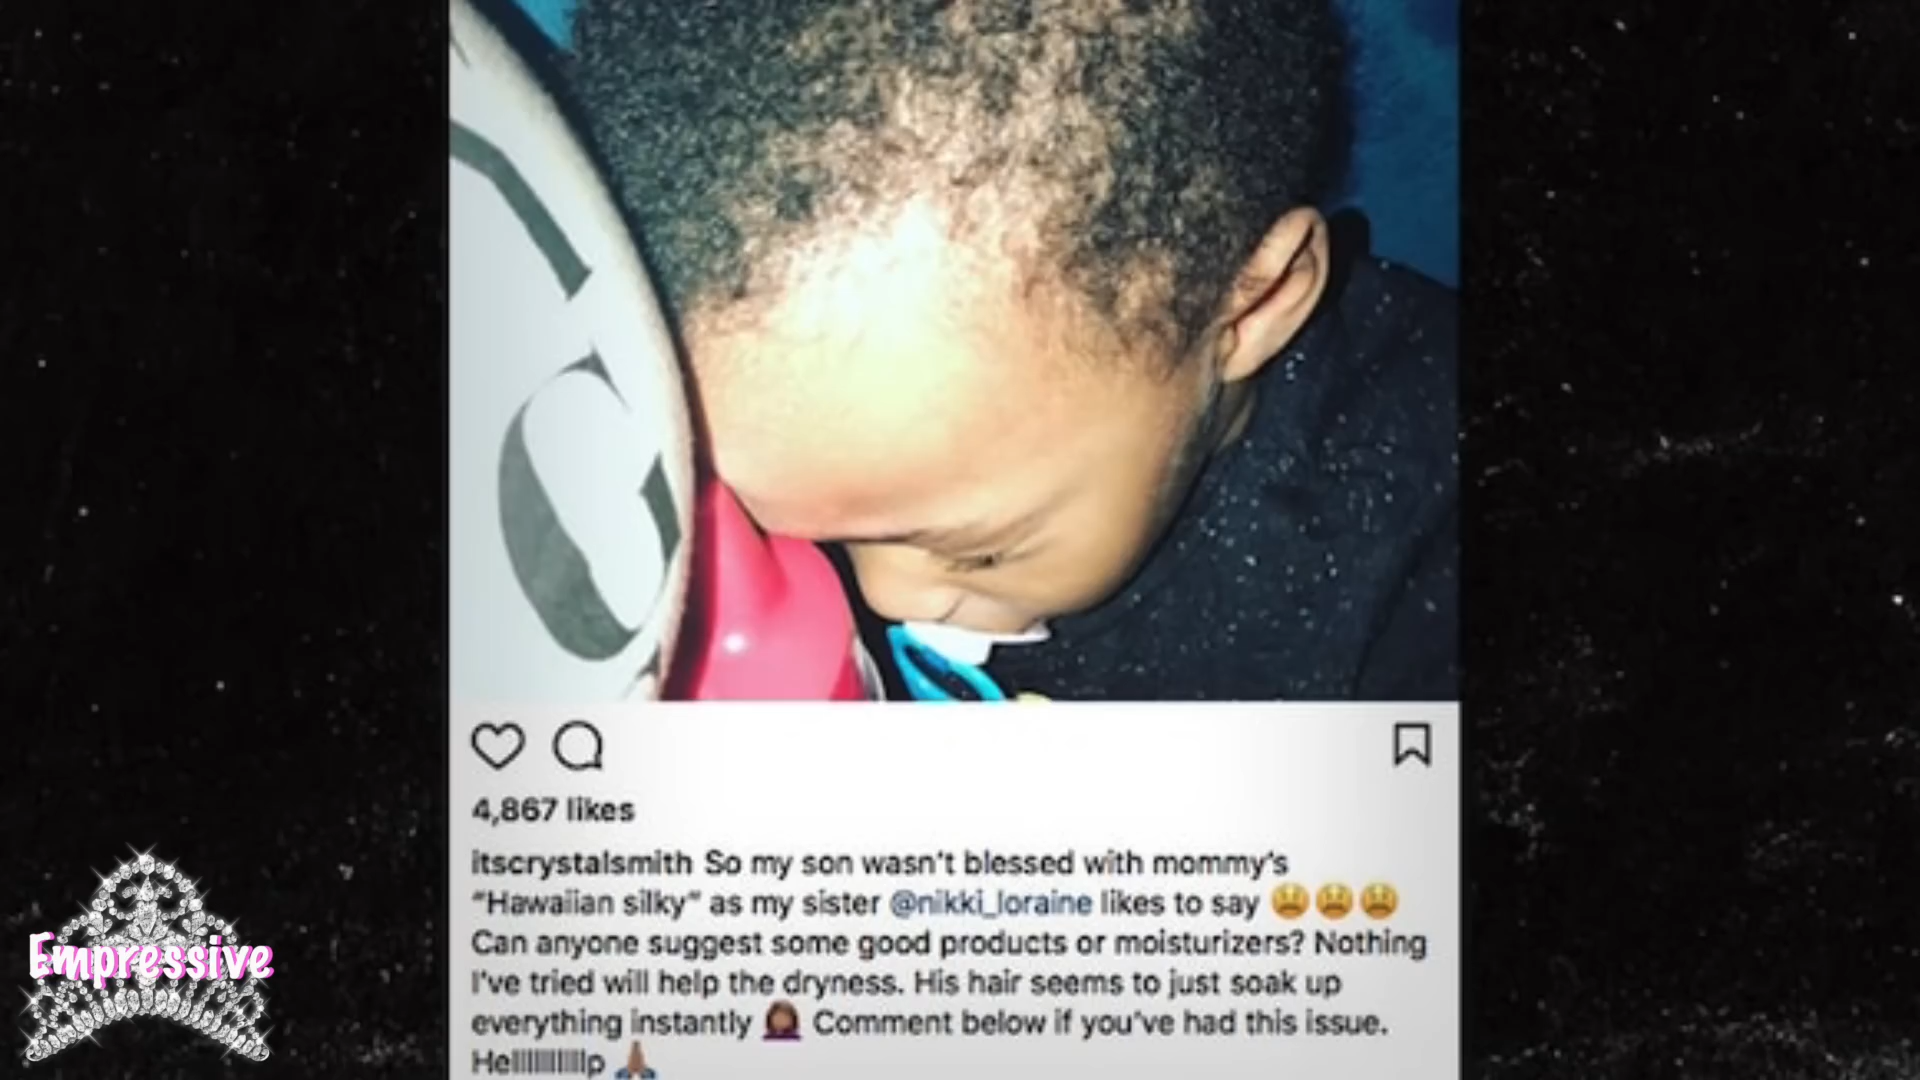 4,867 likes
itscrystalsmith So my son wasn't blessed with mommy's
"Hawaiian silky" as my sister @nikki_loraine likes to say 😫😫😫
Can anyone suggest some good products or moisturizers? Nothing
I've tried will help the dryness. His hair seems to just soak up
everything instantly 🤦🏽‍♀️ Comment below if you've had this issue.
Hellllllllllp 🙏🏽
Empressive